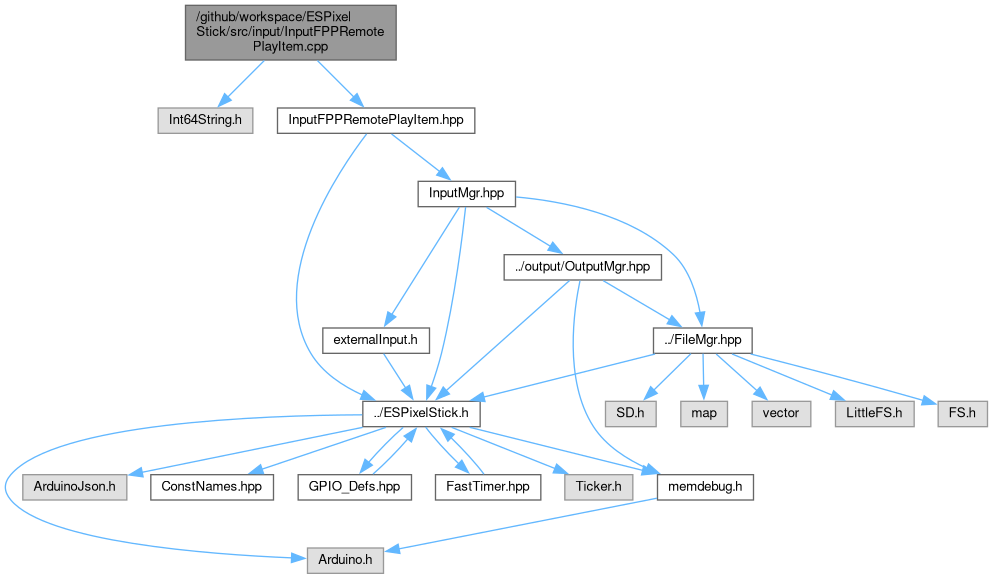 /github/workspace/ESPixel
Stick/src/input/InputFPPRemote
PlayItem.cpp
Int64String.h
InputFPPRemotePlayItem.hpp
InputMgr.hpp
../output/OutputMgr.hpp
externalInput.h
../FileMgr.hpp
../ESPixelStick.h
SD.h
map
vector
LittleFS.h
FS.h
ArduinoJson.h
ConstNames.hpp
GPIO_Defs.hpp
FastTimer.hpp
Ticker.h
memdebug.h
Arduino.h